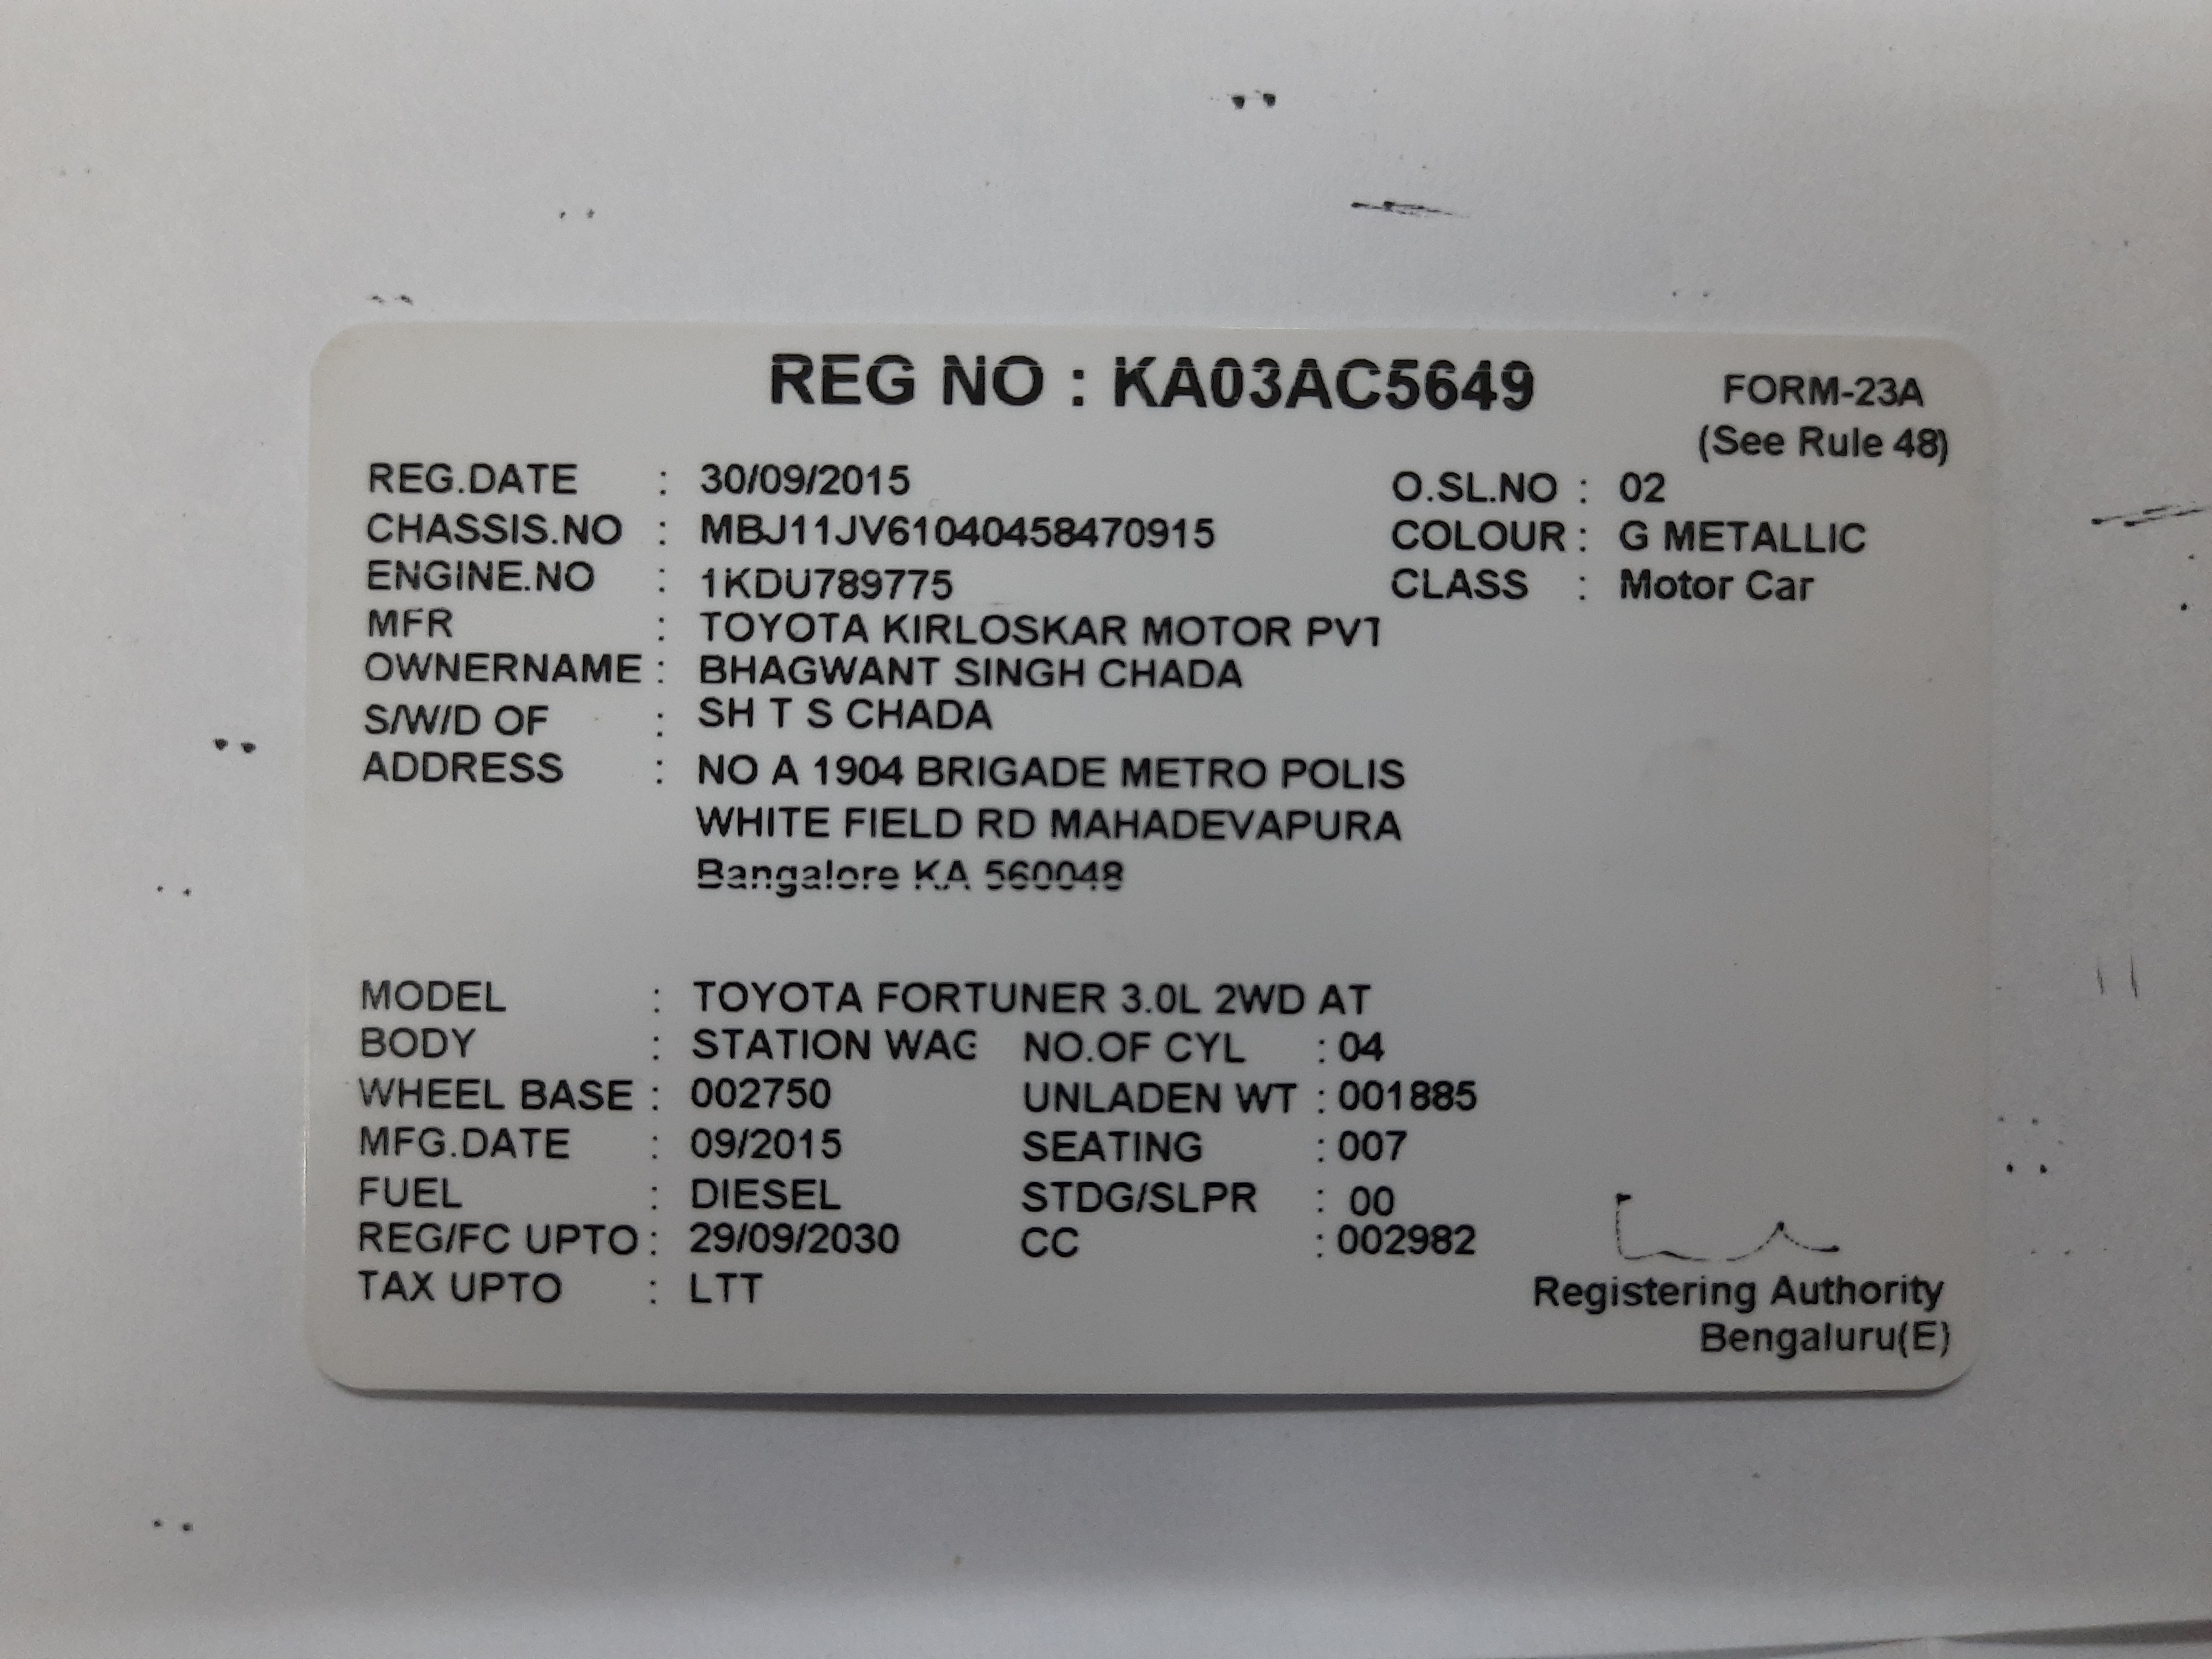 REG NO : KA03AC5649
FORM-23A
(See Rule 48)
REG.DATE : 30/09/2015 O.SL.NO : 02
CHASSIS.NO : MBJ11JV61040458470915 COLOUR : G METALLIC
ENGINE.NO : 1KDU789775 CLASS : Motor Car
MFR : TOYOTA KIRLOSKAR MOTOR PVT
OWNERNAME : BHAGWANT SINGH CHADA
S/W/D OF : SH T S CHADA
ADDRESS : NO A 1904 BRIGADE METRO POLIS
WHITE FIELD RD MAHADEVAPURA
Bangalore KA 560048
MODEL : TOYOTA FORTUNER 3.0L 2WD AT
BODY : STATION WAG NO.OF CYL : 04
WHEEL BASE : 002750 UNLADEN WT : 001885
MFG.DATE : 09/2015 SEATING : 007
FUEL : DIESEL STDG/SLPR : 00
REG/FC UPTO : 29/09/2030 CC : 002982
TAX UPTO : LTT
Registering Authority
Bengaluru(E)